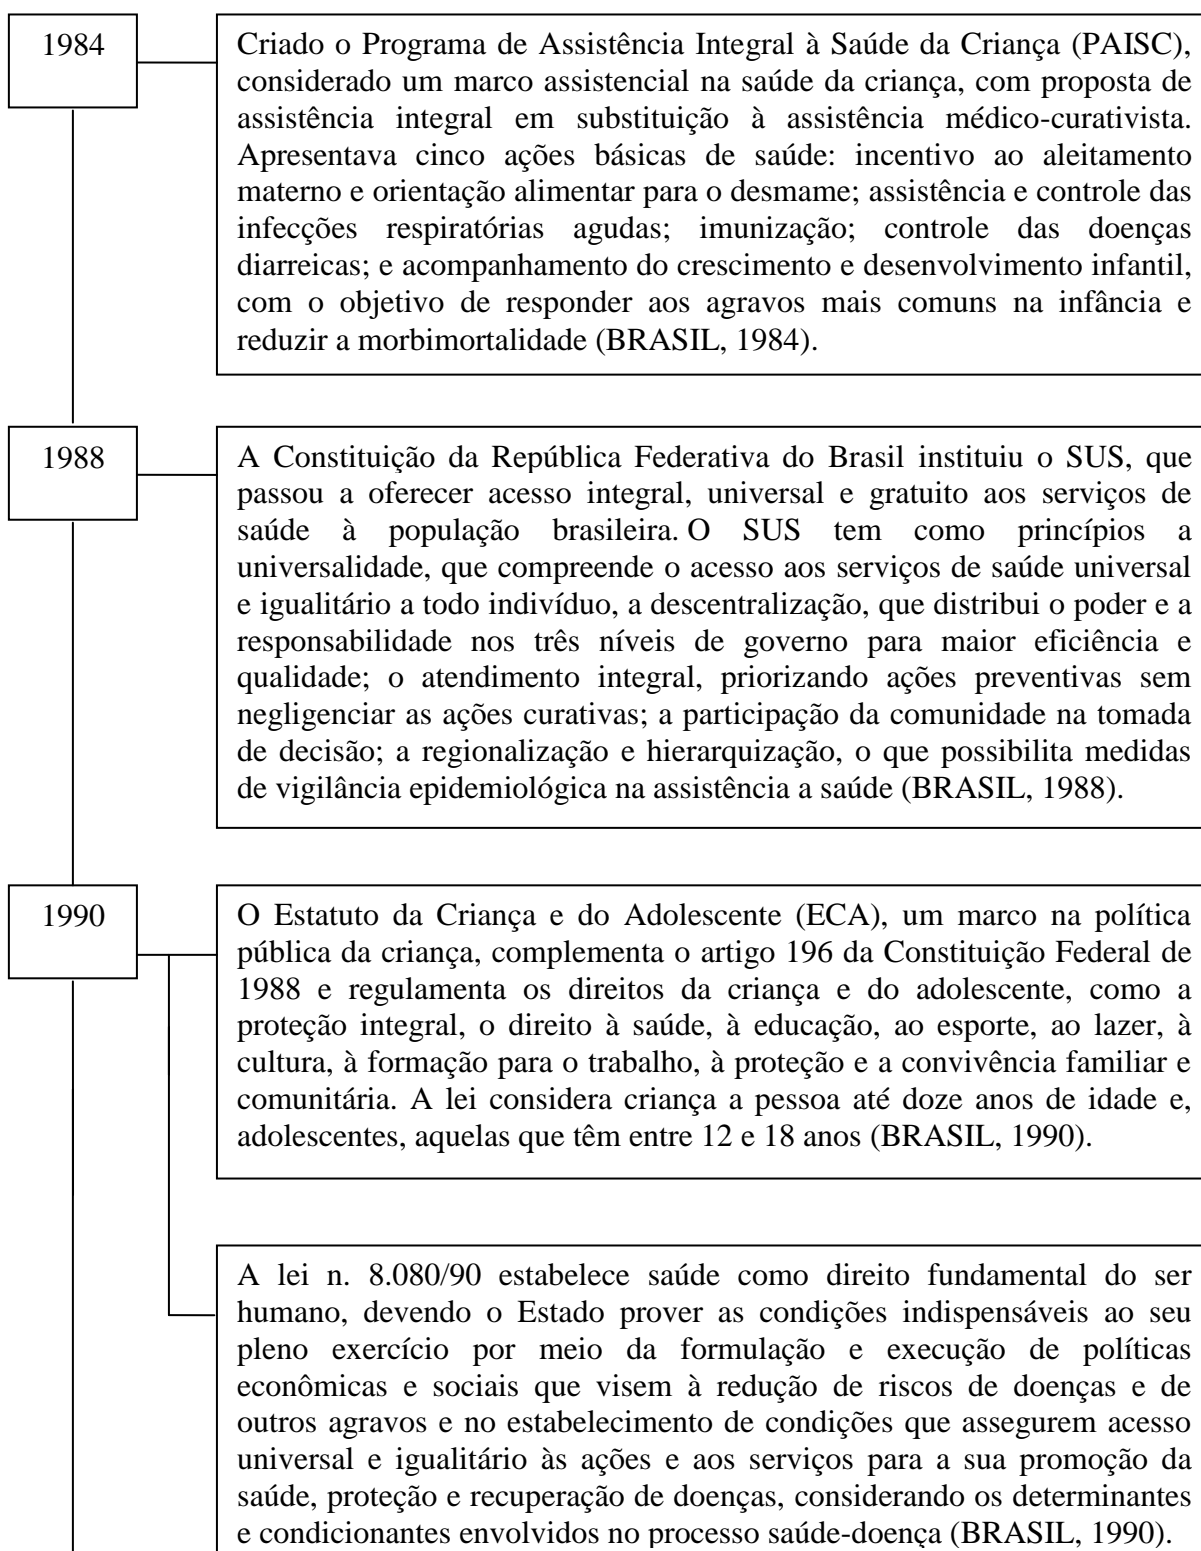 1984
Criado o Programa de Assistência Integral à Saúde da Criança (PAISC),
considerado um marco assistencial na saúde da criança, com proposta de
assistência integral em substituição à assistência médico-curativista.
Apresentava cinco ações básicas de saúde: incentivo ao aleitamento
materno e orientação alimentar para o desmame; assistência e controle das
infecções respiratórias agudas; imunização; controle das doenças
diarreicas; e acompanhamento do crescimento e desenvolvimento infantil,
com o objetivo de responder aos agravos mais comuns na infância e
reduzir a morbimortalidade (BRASIL, 1984).
1988
A Constituição da República Federativa do Brasil instituiu o SUS, que
passou a oferecer acesso integral, universal e gratuito aos serviços de
saúde à população brasileira. O SUS tem como princípios a
universalidade, que compreende o acesso aos serviços de saúde universal
e igualitário a todo indivíduo, a descentralização, que distribui o poder e a
responsabilidade nos três níveis de governo para maior eficiência e
qualidade; o atendimento integral, priorizando ações preventivas sem
negligenciar as ações curativas; a participação da comunidade na tomada
de decisão; a regionalização e hierarquização, o que possibilita medidas
de vigilância epidemiológica na assistência a saúde (BRASIL, 1988).
1990
O Estatuto da Criança e do Adolescente (ECA), um marco na política
pública da criança, complementa o artigo 196 da Constituição Federal de
1988 e regulamenta os direitos da criança e do adolescente, como a
proteção integral, o direito à saúde, à educação, ao esporte, ao lazer, à
cultura, à formação para o trabalho, à proteção e a convivência familiar e
comunitária. A lei considera criança a pessoa até doze anos de idade e,
adolescentes, aquelas que têm entre 12 e 18 anos (BRASIL, 1990).
A lei n. 8.080/90 estabelece saúde como direito fundamental do ser
humano, devendo o Estado prover as condições indispensáveis ao seu
pleno exercício por meio da formulação e execução de políticas
econômicas e sociais que visem à redução de riscos de doenças e de
outros agravos e no estabelecimento de condições que assegurem acesso
universal e igualitário às ações e aos serviços para a sua promoção da
saúde, proteção e recuperação de doenças, considerando os determinantes
e condicionantes envolvidos no processo saúde-doença (BRASIL, 1990).